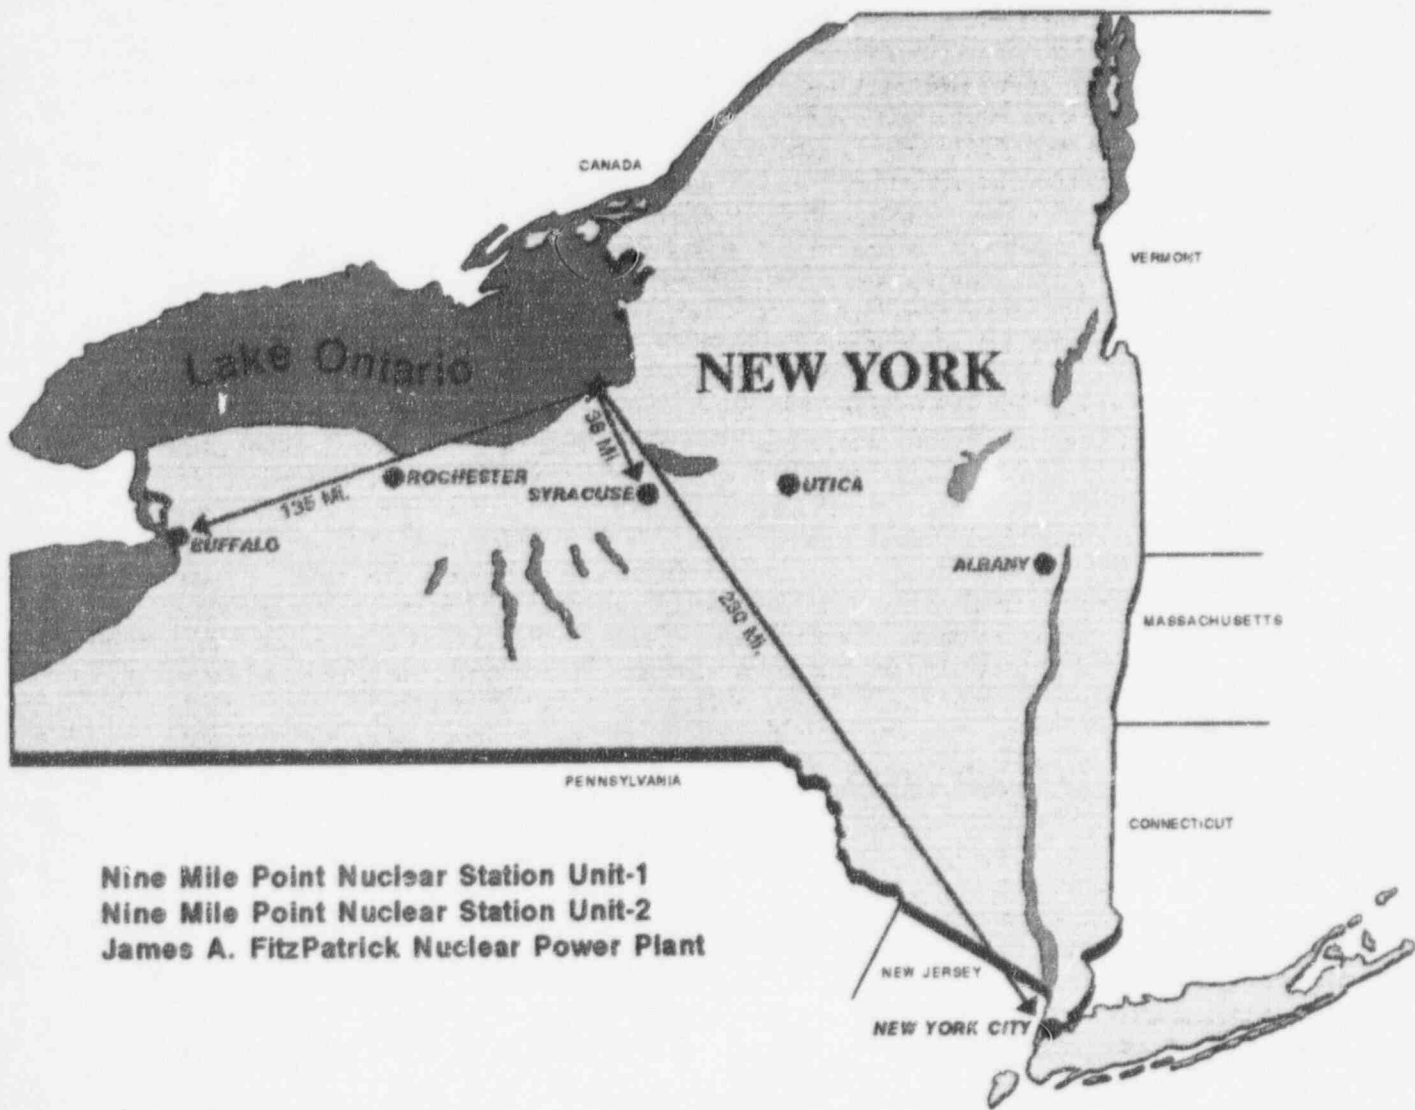 CANADA
VERMONT
Lake Ontario
NEW YORK
36 Mi.
ROCHESTER
SYRACUSE
UTICA
135 Mi.
BUFFALO
ALBANY
230 Mi.
MASSACHUSETTS
PENNSYLVANIA
CONNECTICUT
Nine Mile Point Nuclear Station Unit-1
Nine Mile Point Nuclear Station Unit-2
James A. FitzPatrick Nuclear Power Plant
NEW JERSEY
NEW YORK CITY